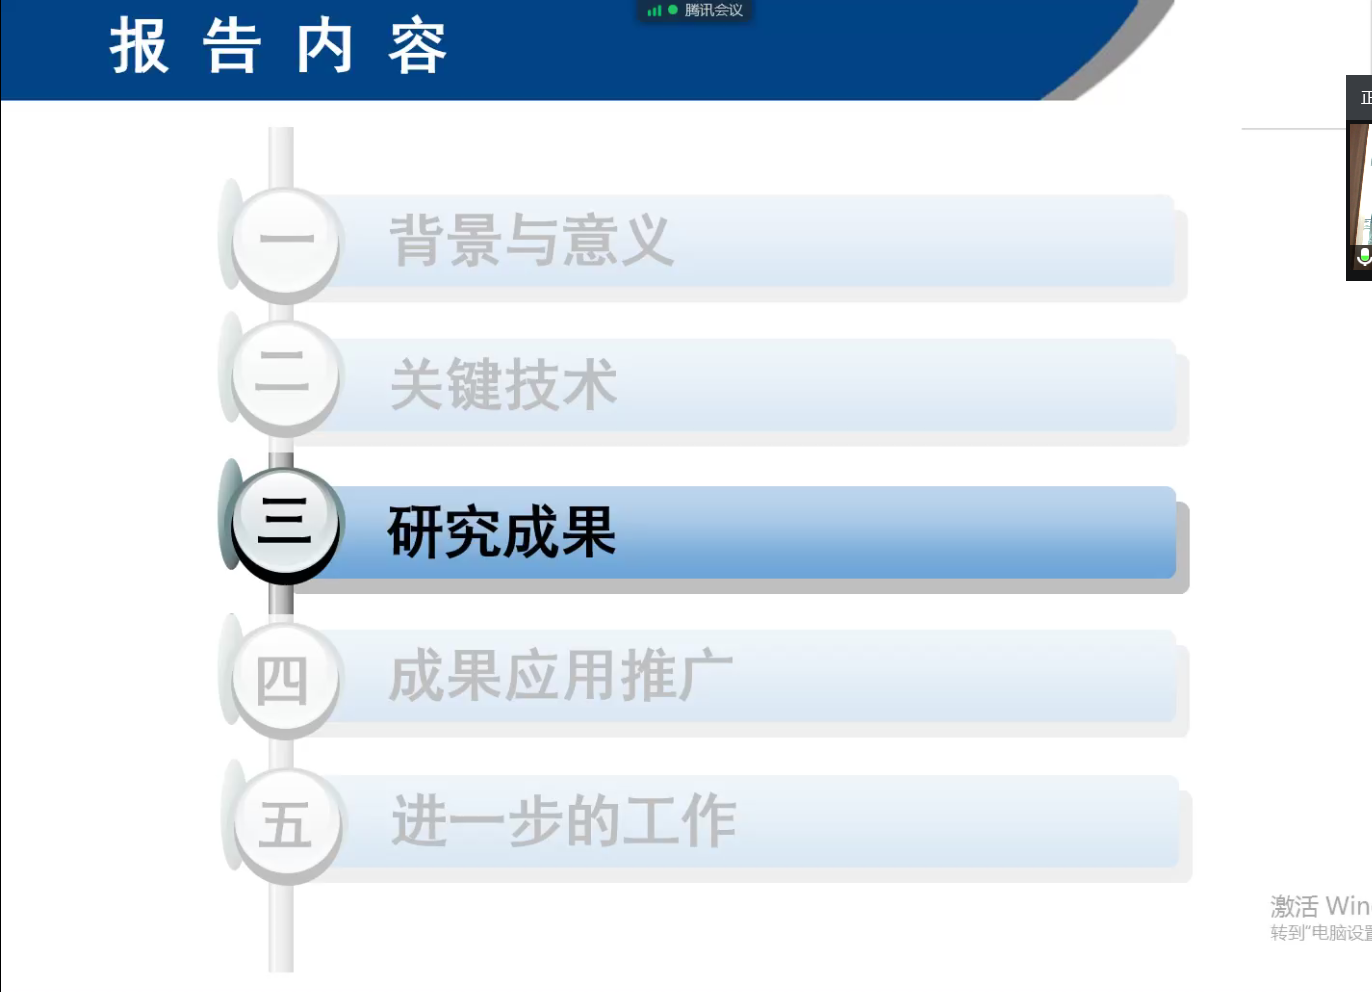 腾讯会议
报告内容
正
一 背景与意义
二 关键技术
三 研究成果
四 成果应用推广
五 进一步的工作
激活 Win
转到"电脑设置